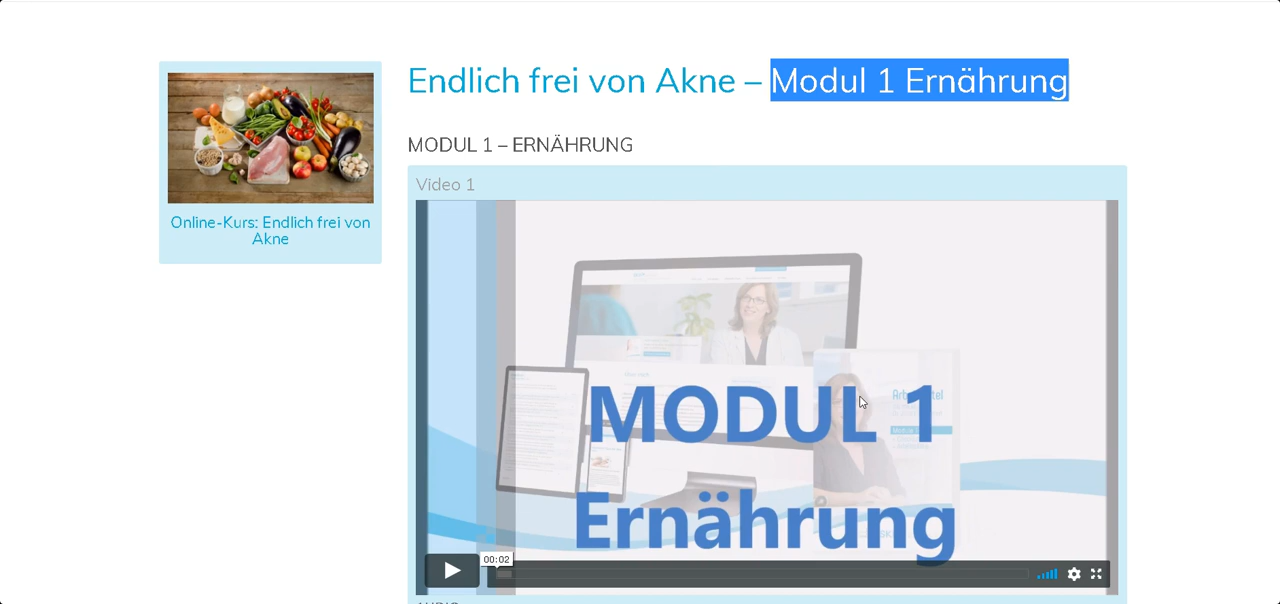 Endlich frei von Akne – Modul 1 Ernährung
MODUL 1 – ERNÄHRUNG
Online-Kurs: Endlich frei von
Akne
Video 1
MODUL 1
Ernährung
00:02